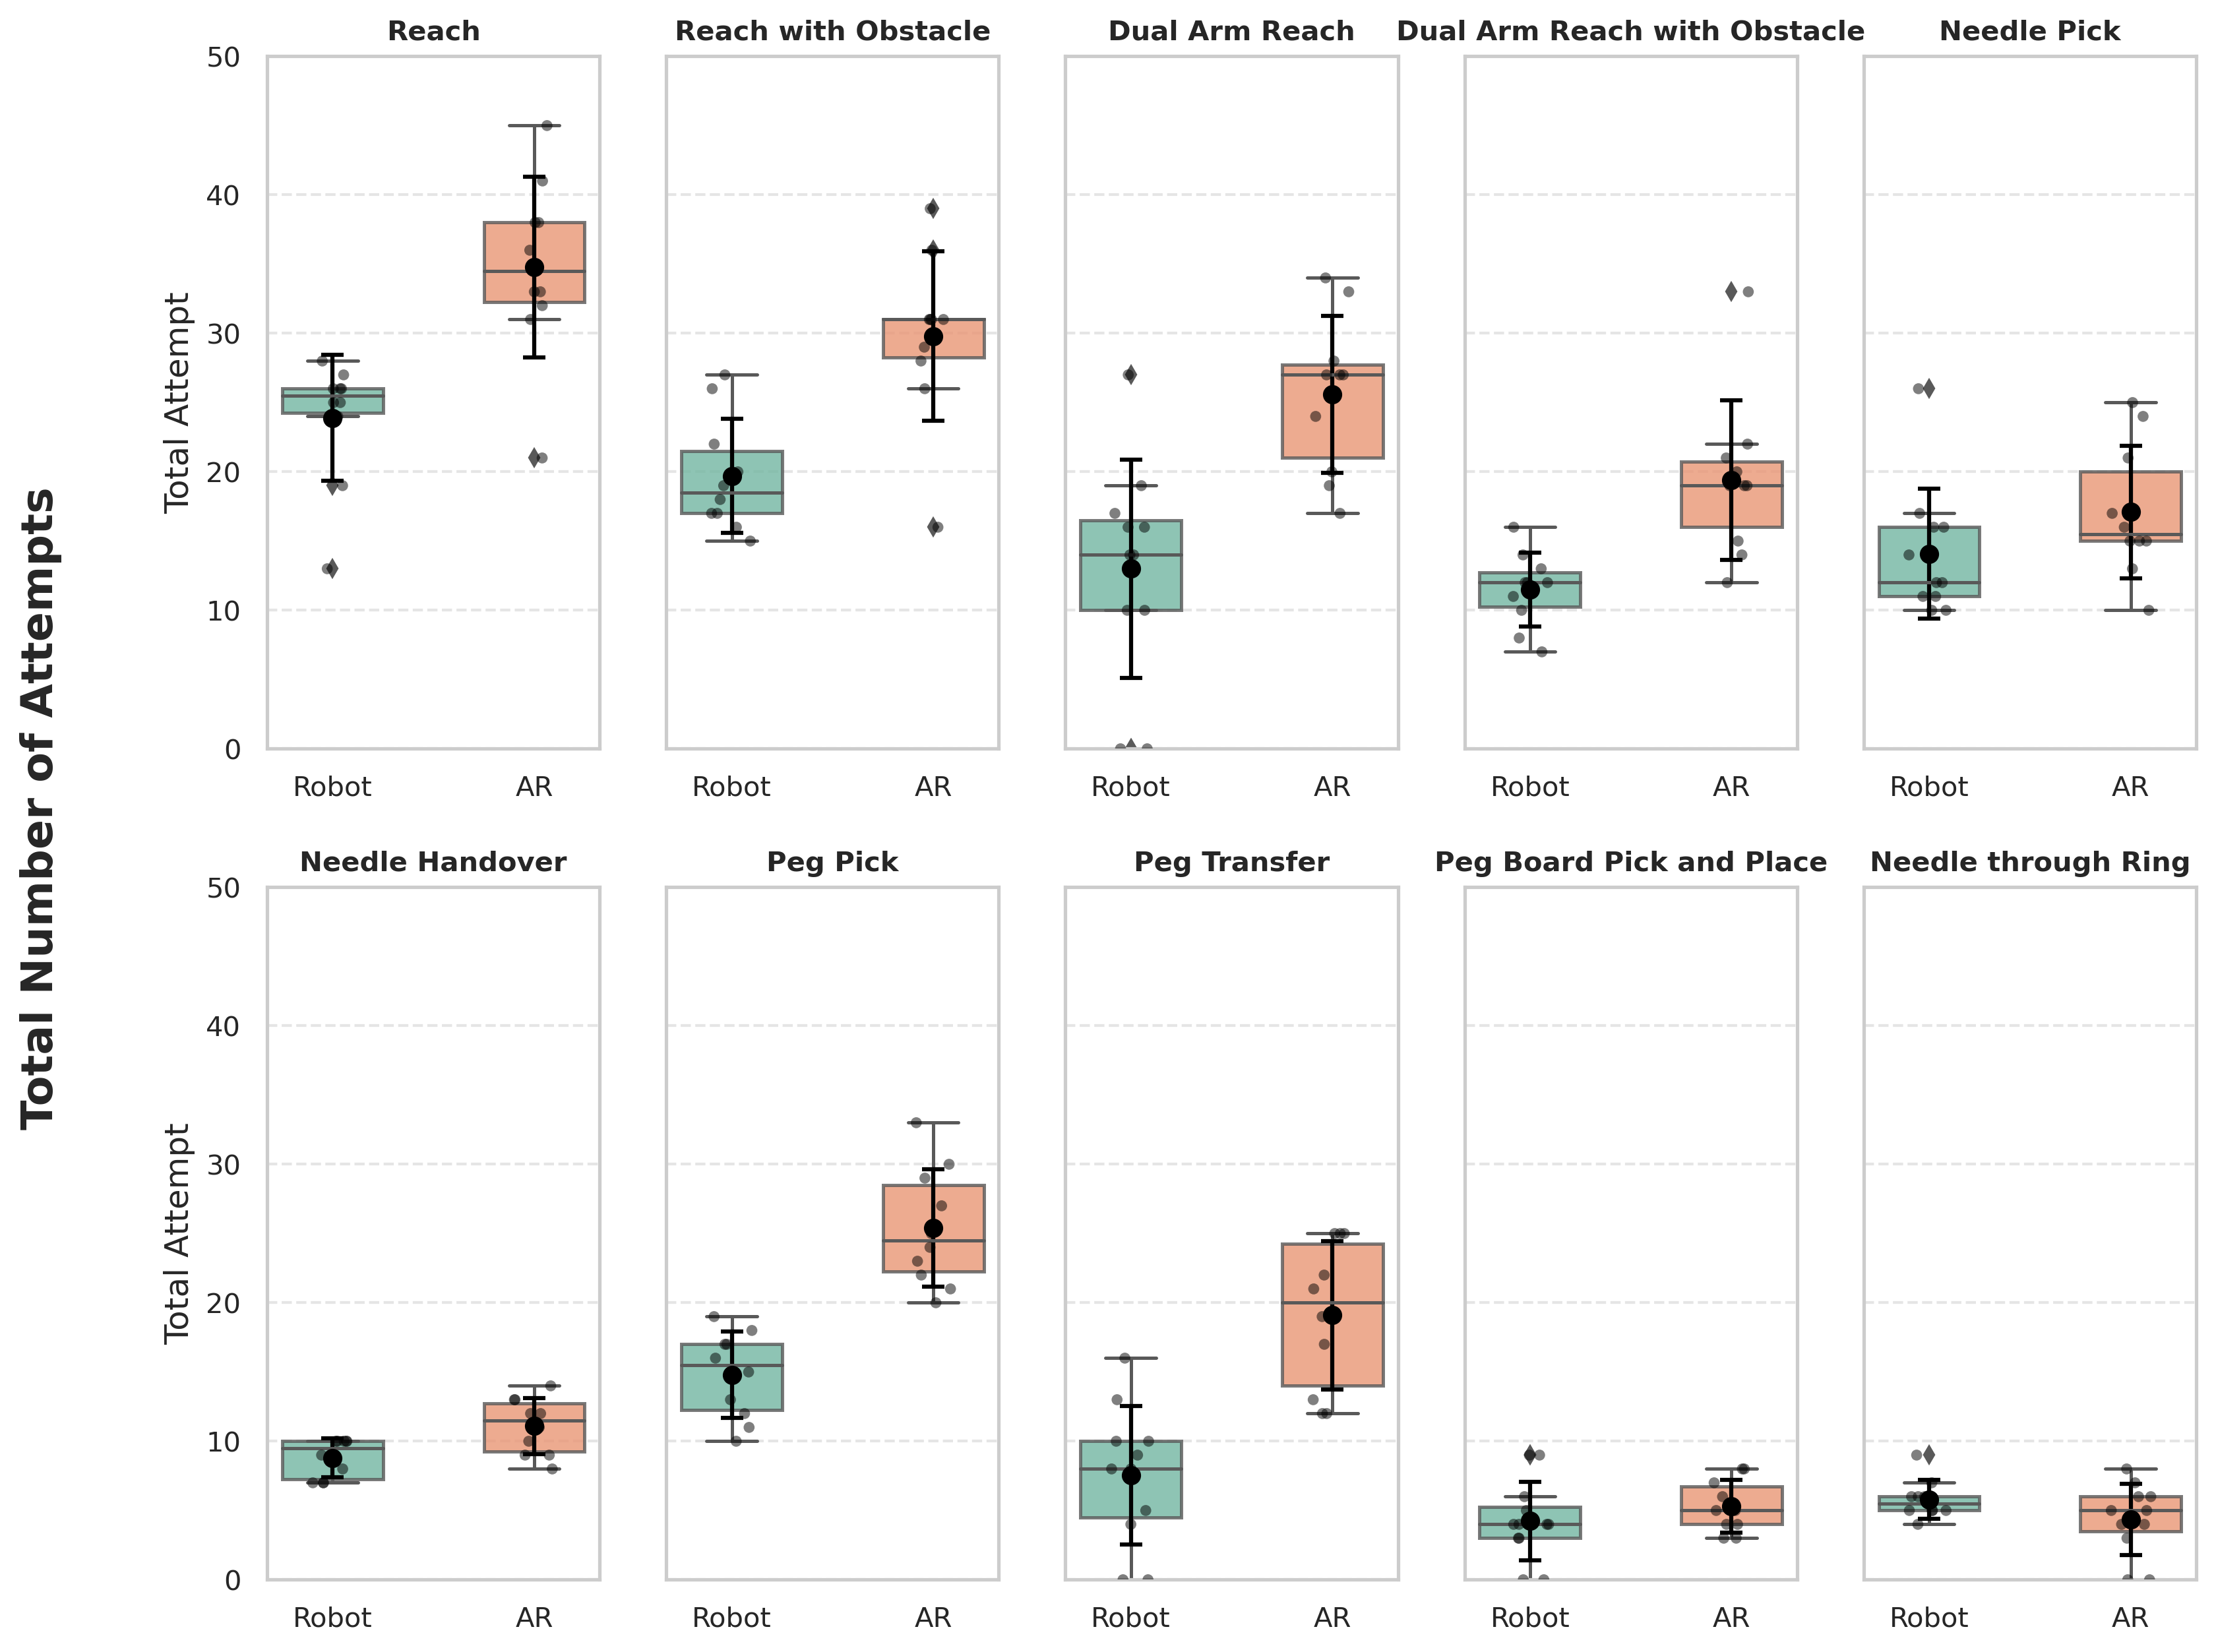 Total Number of Attempts
Reach
Reach with Obstacle
Dual Arm Reach
Dual Arm Reach with Obstacle
Needle Pick
Total Attempt
50
40
30
20
10
0
Robot AR
Robot AR
Robot AR
Robot AR
Robot AR
Needle Handover
Peg Pick
Peg Transfer
Peg Board Pick and Place
Needle through Ring
Total Attempt
50
40
30
20
10
0
Robot AR
Robot AR
Robot AR
Robot AR
Robot AR